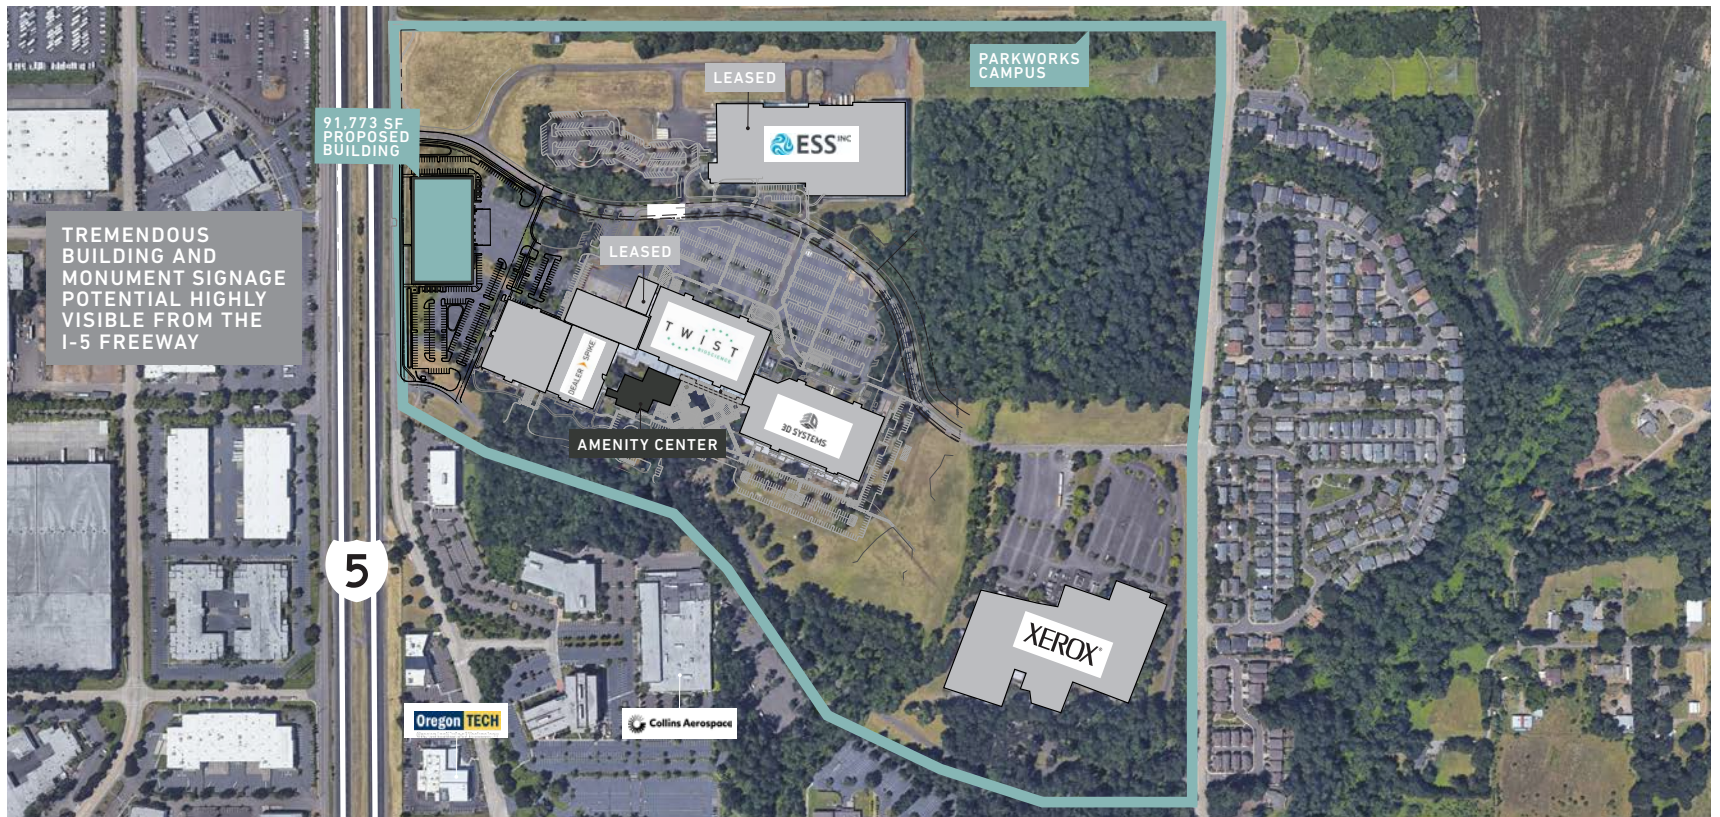 PARKWORKS
CAMPUS
LEASED
ESS INC
91,773 SF
PROPOSED
BUILDING
TREMENDOUS
BUILDING AND
MONUMENT SIGNAGE
POTENTIAL HIGHLY
VISIBLE FROM THE
I-5 FREEWAY
LEASED
TWIST
BIOSCIENCE
DEALER SPIKE
3D SYSTEMS
AMENITY CENTER
5
XEROX®
Oregon TECH
Collins Aerospace